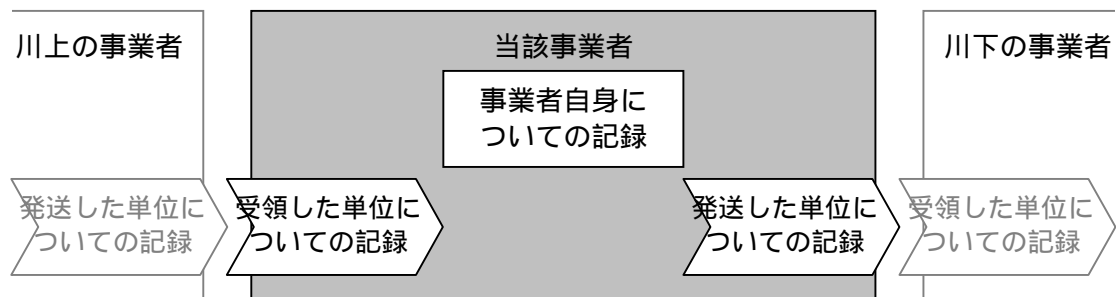 川上の事業者
当該事業者
川下の事業者
事業者自身に
ついての記録
発送した単位に
ついての記録
受領した単位に
ついての記録
発送した単位に
ついての記録
受領した単位に
ついての記録